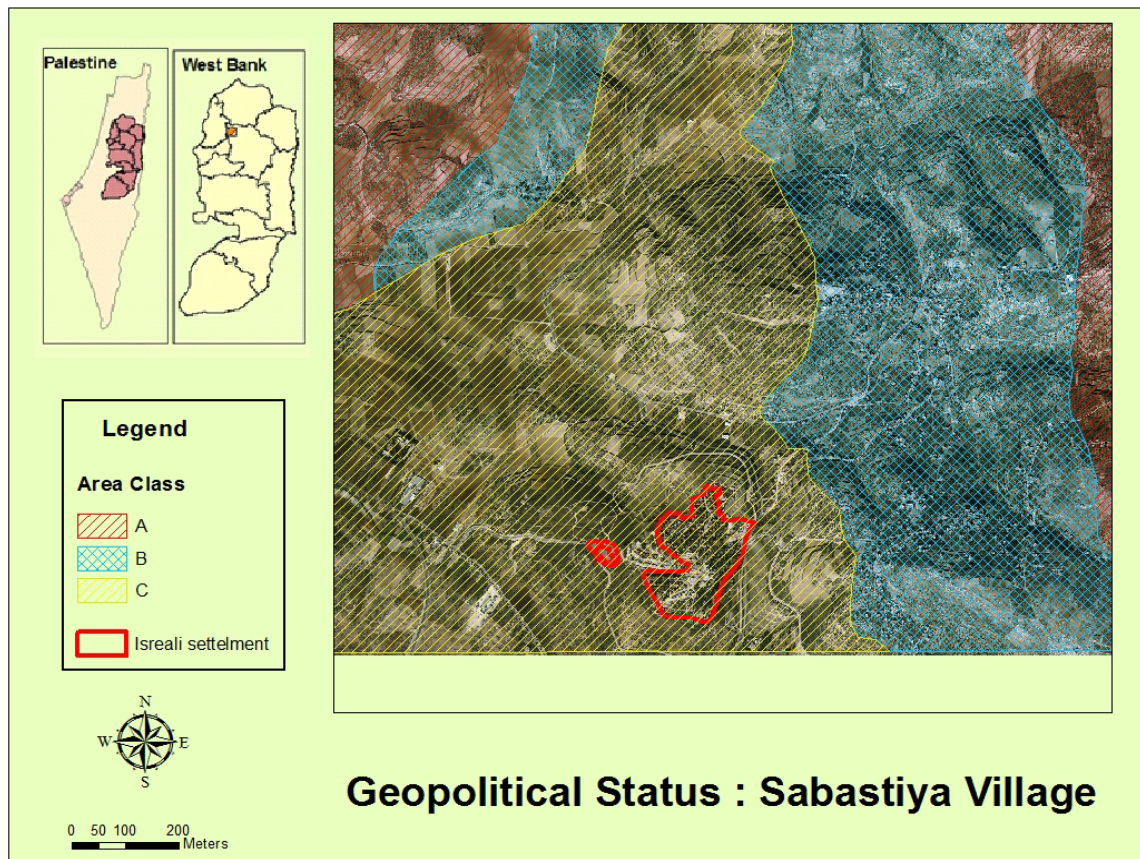 Palestine
West Bank
Legend
Area Class
A
B
C
Isreali settelment
N
W E
S
0 50 100 200
Meters
Geopolitical Status : Sabastiya Village